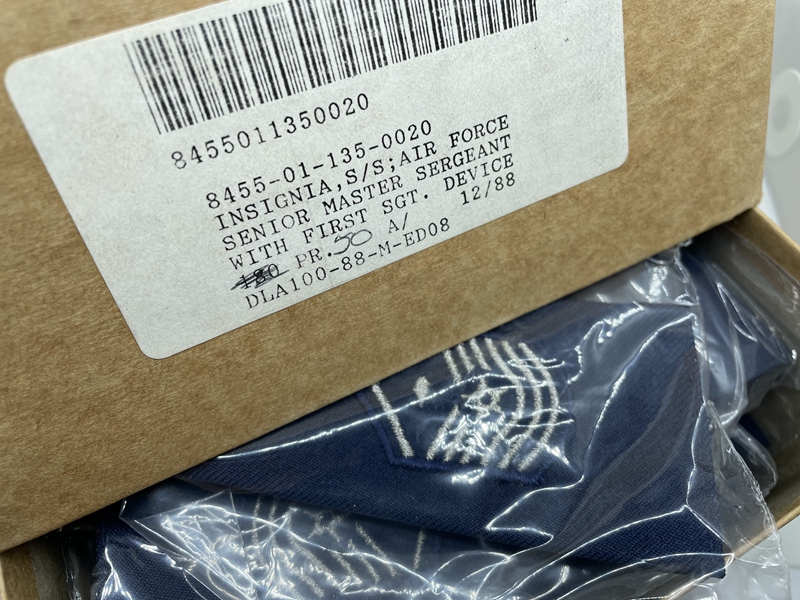 8455011350020
8455-01-135-0020
INSIGNIA,S/S;AIR FORCE
SENIOR MASTER SERGEANT
WITH FIRST SGT. DEVICE
180 PR. 50 A/ 12/88
DLA100-88-M-ED08